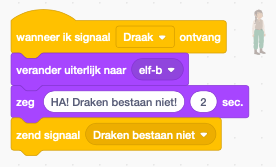 wanneer ik signaal Draak ontvang
verander uiterlijk naar elf-b
zeg HA! Draken bestaan niet! 2 sec.
zend signaal Draken bestaan niet